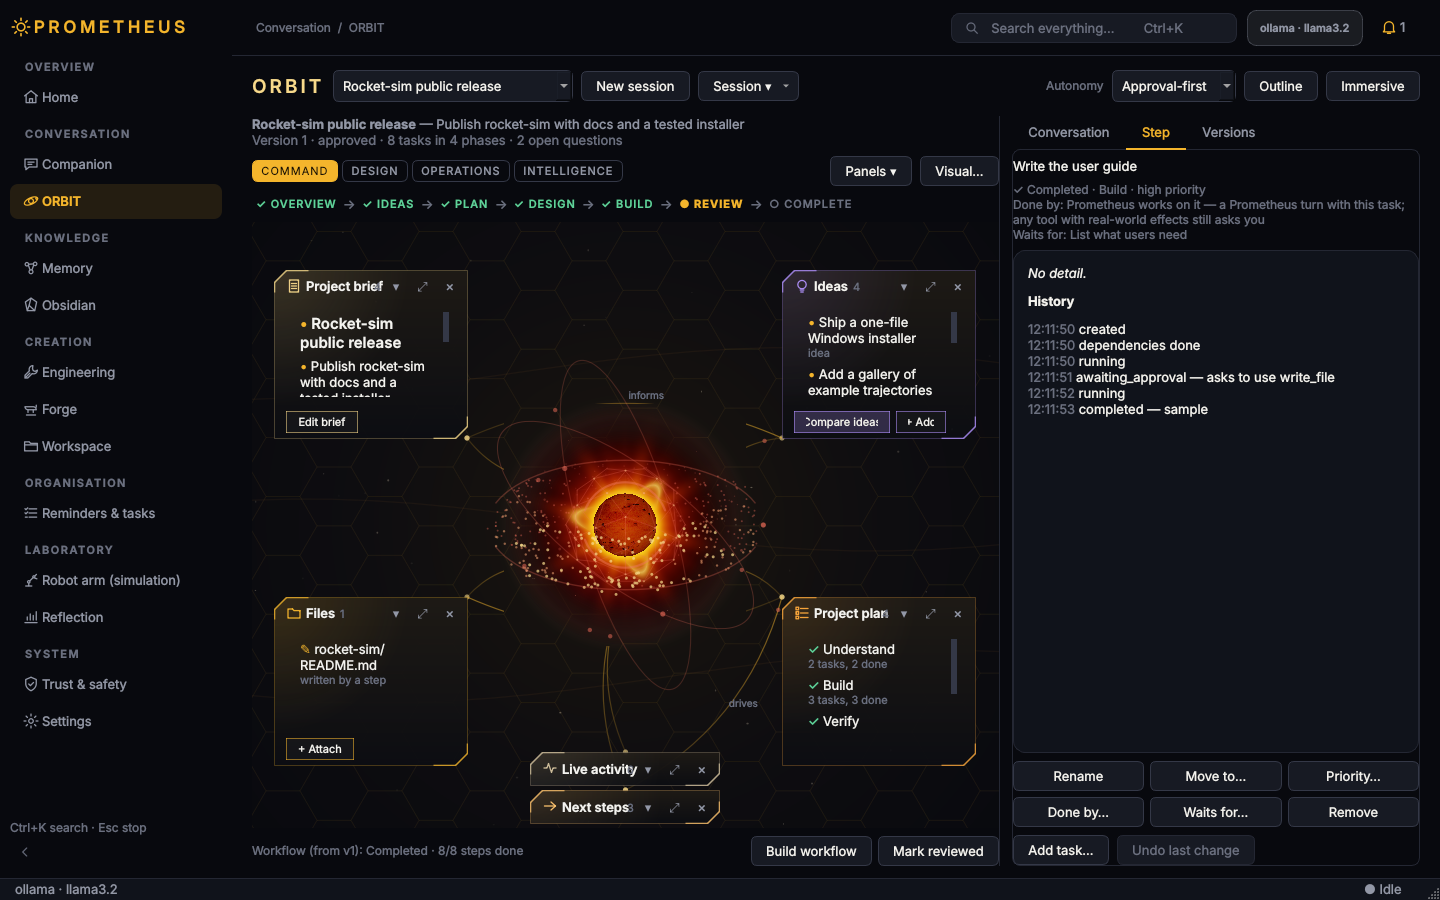 PROMETHEUS
OVERVIEW
Home
CONVERSATION
Companion
ORBIT
KNOWLEDGE
Memory
Obsidian
CREATION
Engineering
Forge
Workspace
ORGANISATION
Reminders & tasks
LABORATORY
Robot arm (simulation)
Reflection
SYSTEM
Trust & safety
Settings
Ctrl+K search · Esc stop
Conversation / ORBIT
Search everything... Ctrl+K
ollama · llama3.2
1
ORBIT
Rocket-sim public release
New session
Session ▾
Autonomy
Approval-first
Outline
Immersive
Rocket-sim public release — Publish rocket-sim with docs and a tested installer
Version 1 · approved · 8 tasks in 4 phases · 2 open questions
COMMAND
DESIGN
OPERATIONS
INTELLIGENCE
Panels ▾
Visual...
✓ OVERVIEW → ✓ IDEAS → ✓ PLAN → ✓ DESIGN → ✓ BUILD → ● REVIEW → ○ COMPLETE
Project brief
• Rocket-sim
public release
• Publish rocket-sim
with docs and a
tested installer
Edit brief
Ideas 4
• Ship a one-file
Windows installer
idea
• Add a gallery of
example trajectories
Compare ideas
+ Add
informs
Files 1
✎ rocket-sim/
README.md
written by a step
+ Attach
Project plan
✓ Understand
2 tasks, 2 done
✓ Build
3 tasks, 3 done
✓ Verify
drives
Live activity
Next steps 3
Workflow (from v1): Completed · 8/8 steps done
Build workflow
Mark reviewed
Conversation
Step
Versions
Write the user guide
✓ Completed · Build · high priority
Done by: Prometheus works on it — a Prometheus turn with this task;
any tool with real-world effects still asks you
Waits for: List what users need
No detail.
History
12:11:50 created
12:11:50 dependencies done
12:11:50 running
12:11:51 awaiting_approval — asks to use write_file
12:11:52 running
12:11:53 completed — sample
Rename
Move to...
Priority...
Done by...
Waits for...
Remove
Add task...
Undo last change
ollama · llama3.2
Idle